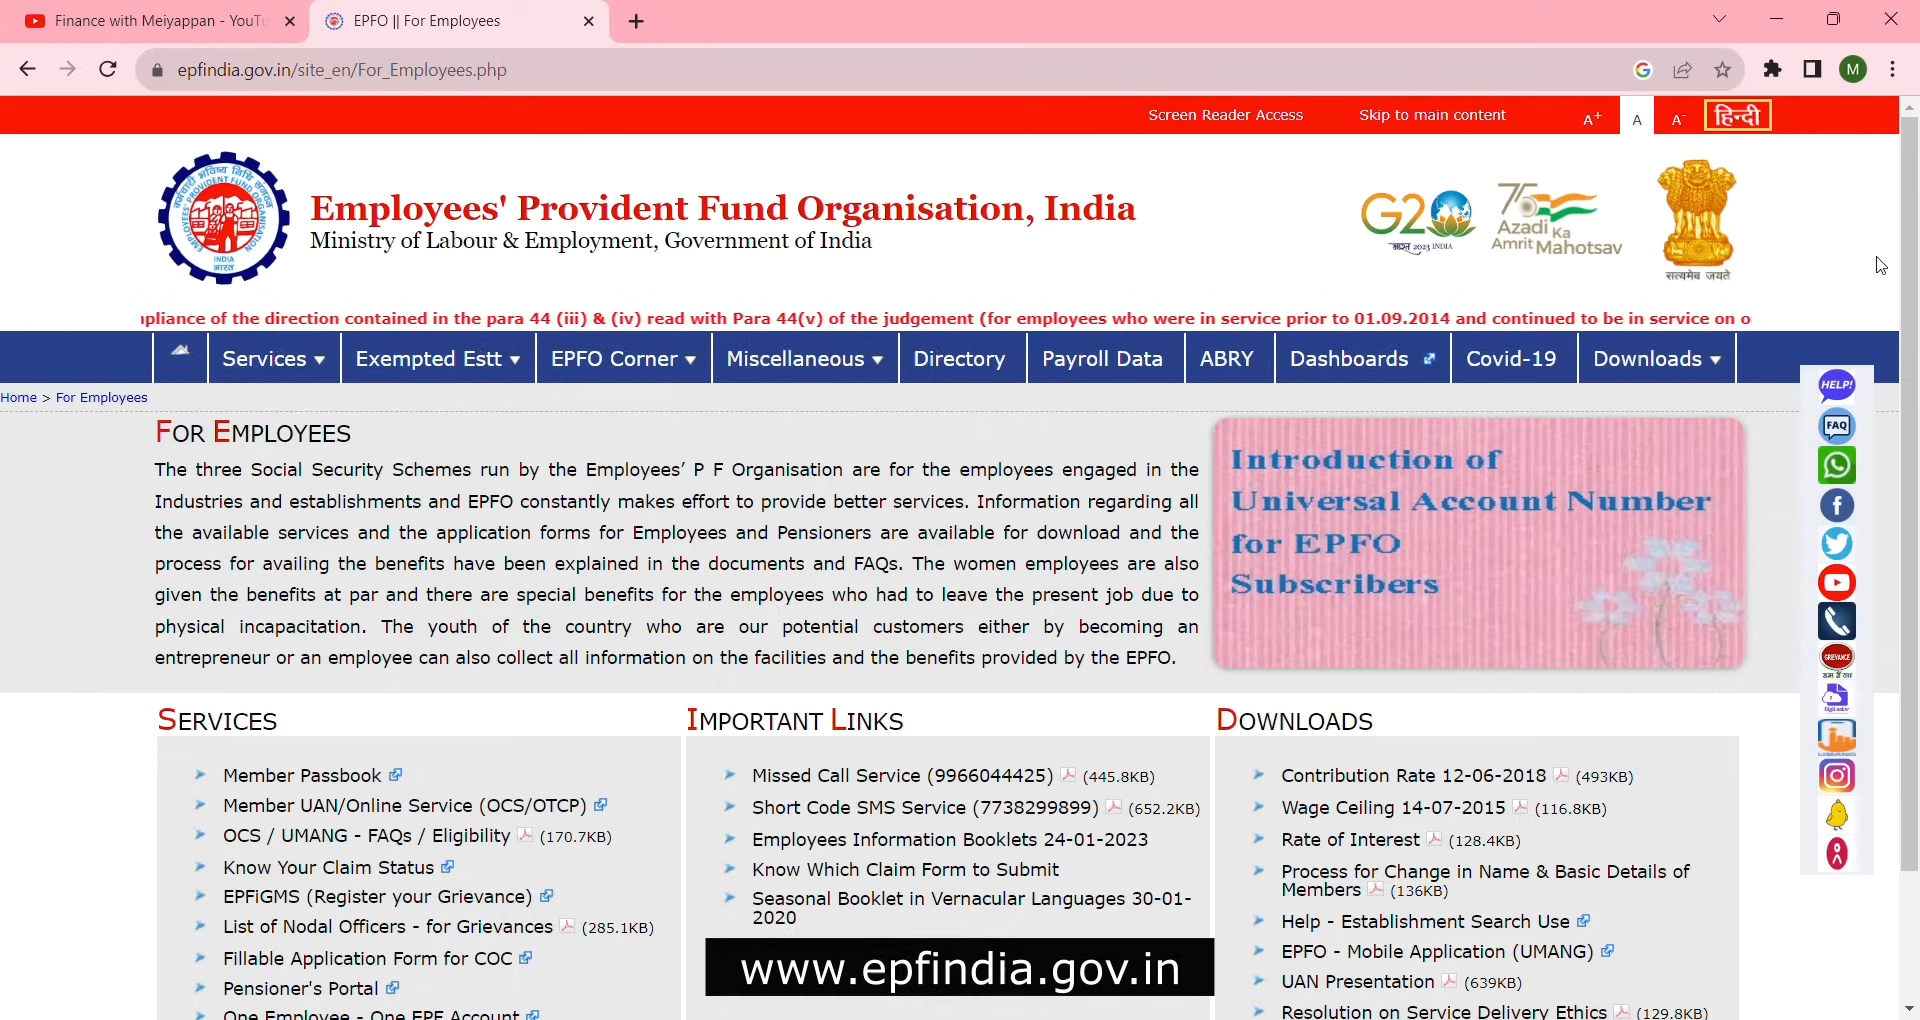 Finance with Meiyappan - YouTu
EPFO || For Employees
epfindia.gov.in/site_en/For_Employees.php
M
Screen Reader Access
Skip to main content
A+
A
A-
हिन्दी
Employees' Provident Fund Organisation, India
Ministry of Labour & Employment, Government of India
EMPLOYEES' PROVIDENT FUND ORGANISATION
INDIA
भारत
G20
भारत 2023 INDIA
75
Azadi Ka
Amrit Mahotsav
सत्यमेव जयते
pliance of the direction contained in the para 44 (iii) & (iv) read with Para 44(v) of the judgement (for employees who were in service prior to 01.09.2014 and continued to be in service on o
Services
Exempted Estt
EPFO Corner
Miscellaneous
Directory
Payroll Data
ABRY
Dashboards
Covid-19
Downloads
Home > For Employees
FOR EMPLOYEES
The three Social Security Schemes run by the Employees' P F Organisation are for the employees engaged in the
Industries and establishments and EPFO constantly makes effort to provide better services. Information regarding all
the available services and the application forms for Employees and Pensioners are available for download and the
process for availing the benefits have been explained in the documents and FAQs. The women employees are also
given the benefits at par and there are special benefits for the employees who had to leave the present job due to
physical incapacitation. The youth of the country who are our potential customers either by becoming an
entrepreneur or an employee can also collect all information on the facilities and the benefits provided by the EPFO.
Introduction of
Universal Account Number
for EPFO
Subscribers
HELP!
FAQ
GRIEVANCE
DigiLocker
SERVICES
Member Passbook
Member UAN/Online Service (OCS/OTCP)
OCS / UMANG - FAQs / Eligibility (170.7KB)
Know Your Claim Status
EPFiGMS (Register your Grievance)
List of Nodal Officers - for Grievances (285.1KB)
Fillable Application Form for COC
Pensioner's Portal
One Employee - One EPF Account
IMPORTANT LINKS
Missed Call Service (9966044425) (445.8KB)
Short Code SMS Service (7738299899) (652.2KB)
Employees Information Booklets 24-01-2023
Know Which Claim Form to Submit
Seasonal Booklet in Vernacular Languages 30-01-
2020
www.epfindia.gov.in
DOWNLOADS
Contribution Rate 12-06-2018 (493KB)
Wage Ceiling 14-07-2015 (116.8KB)
Rate of Interest (128.4KB)
Process for Change in Name & Basic Details of
Members (136KB)
Help - Establishment Search Use
EPFO - Mobile Application (UMANG)
UAN Presentation (639KB)
Resolution on Service Delivery Ethics (129.8KB)